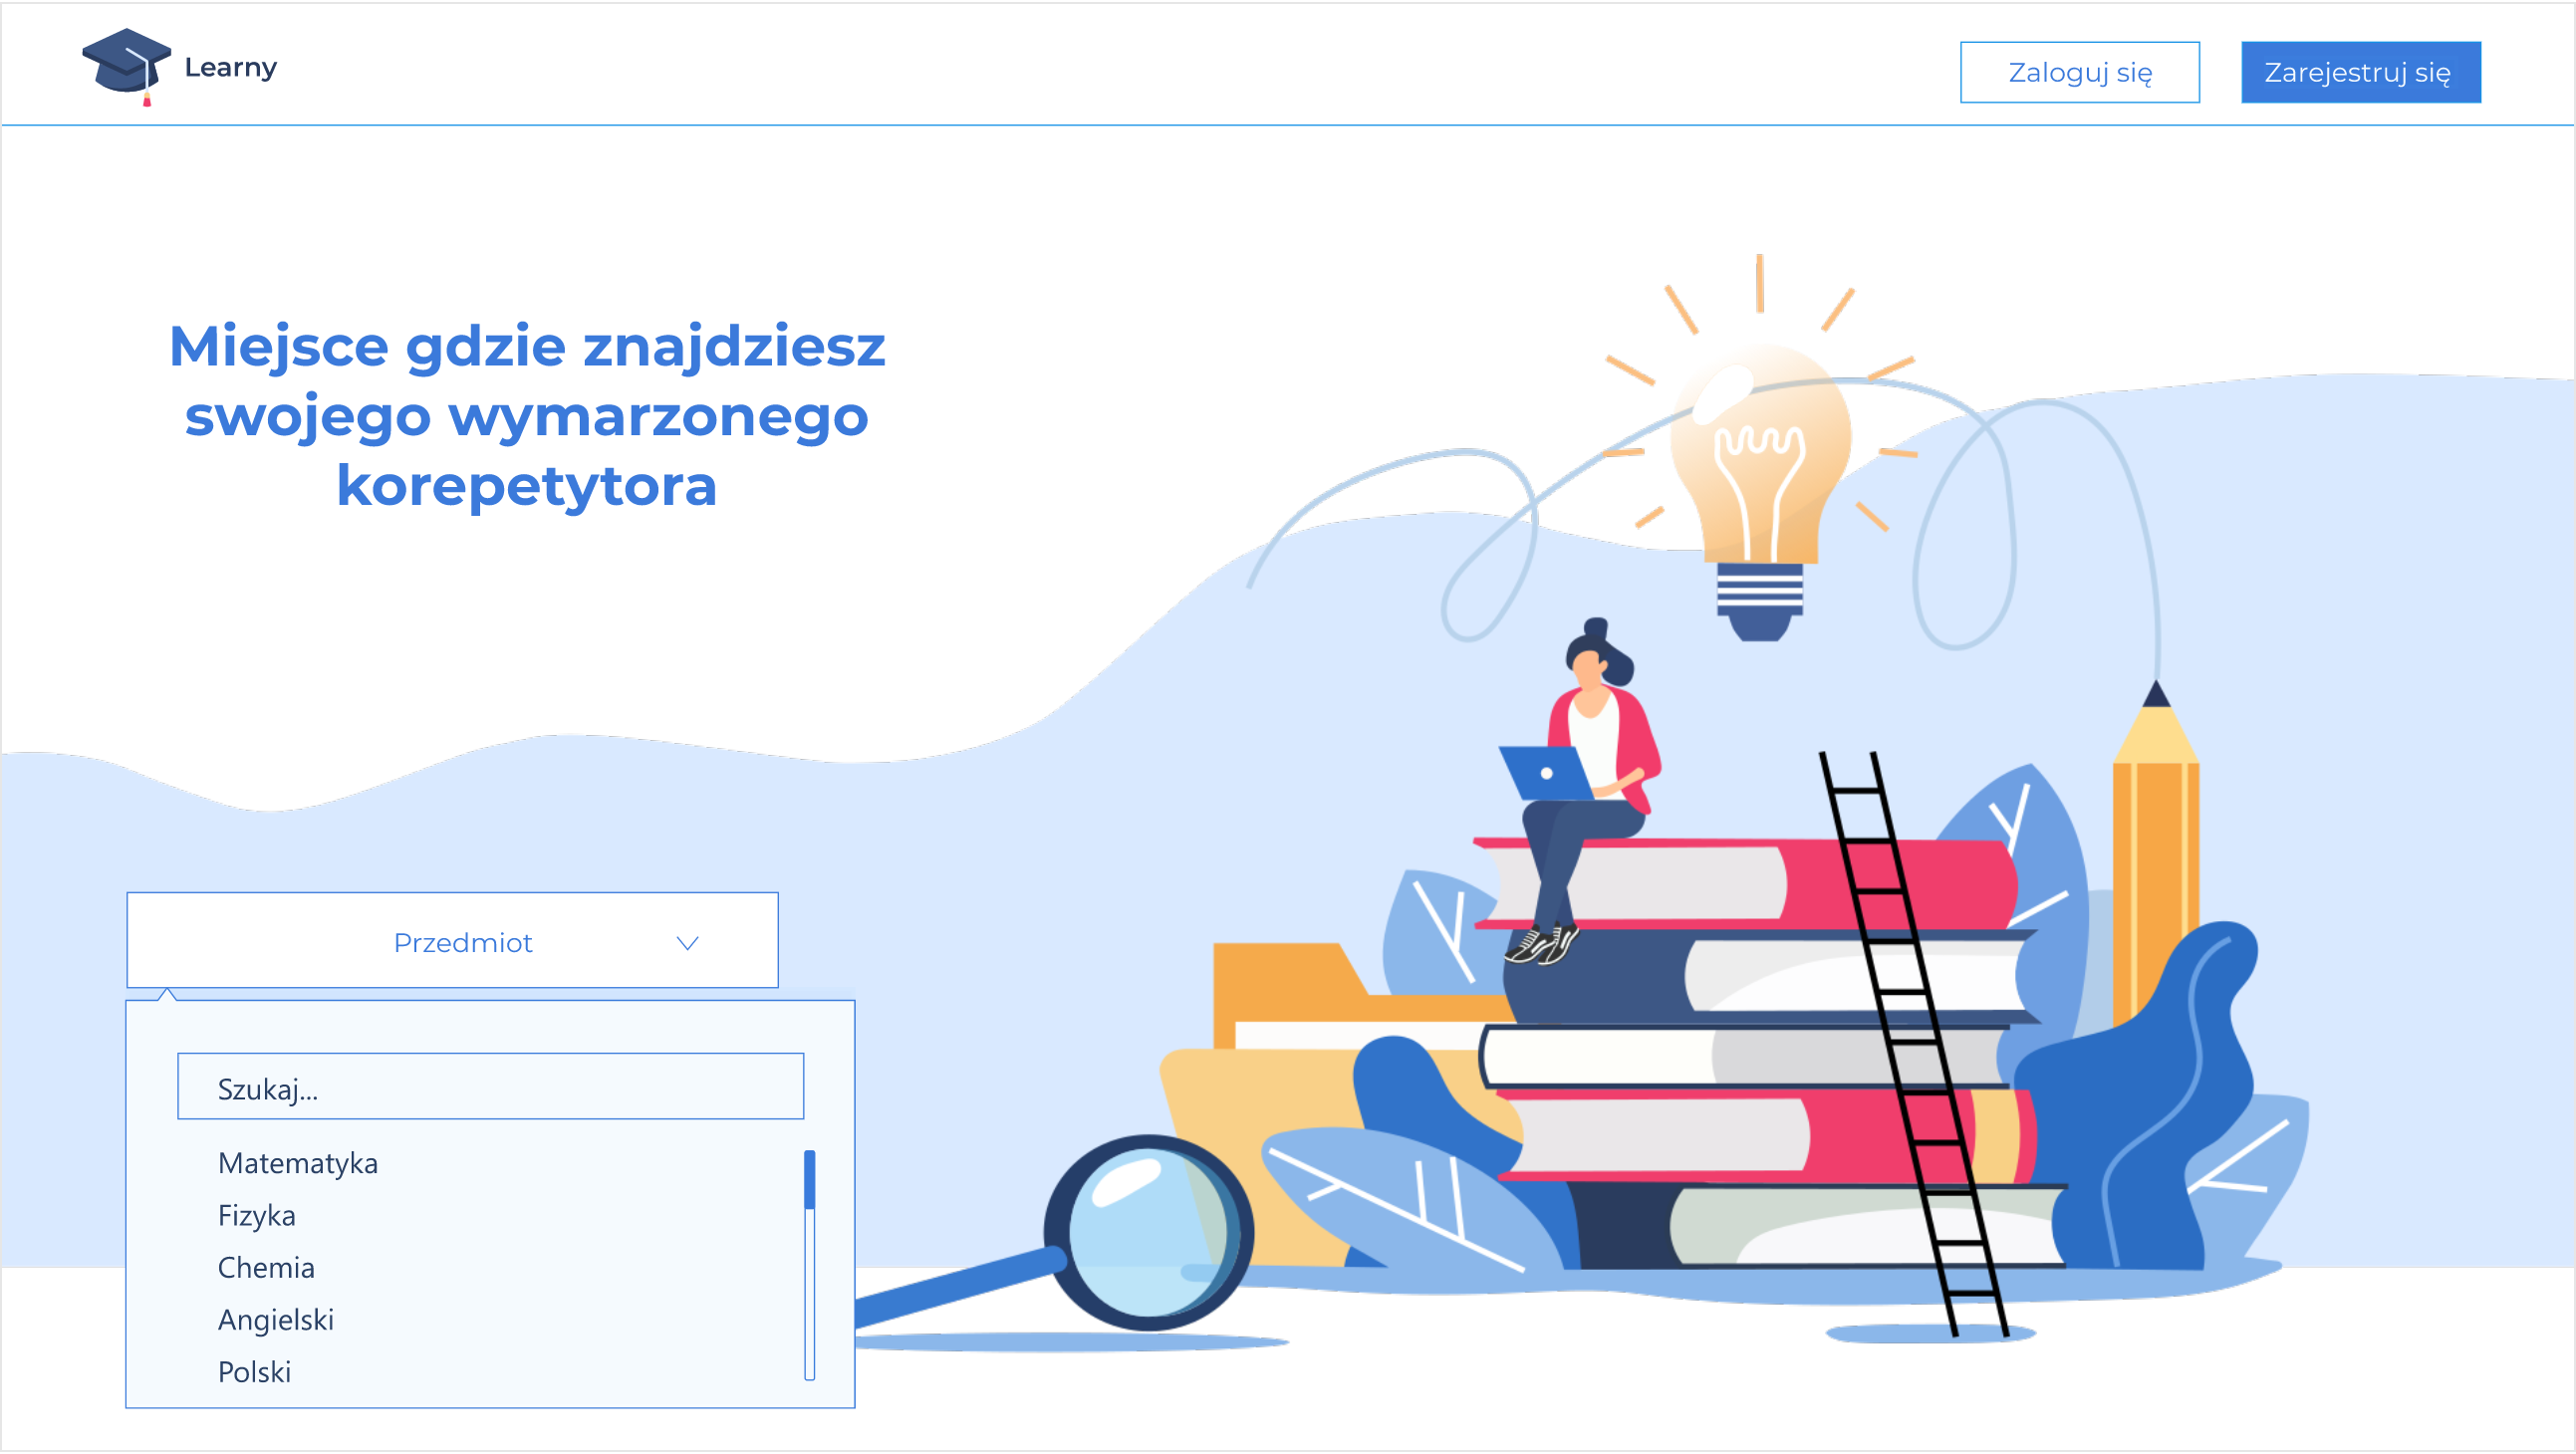 Learny
Zaloguj się
Zarejestruj się
Miejsce gdzie znajdziesz
swojego wymarzonego
korepetytora
Przedmiot
Szukaj...
Matematyka
Fizyka
Chemia
Angielski
Polski